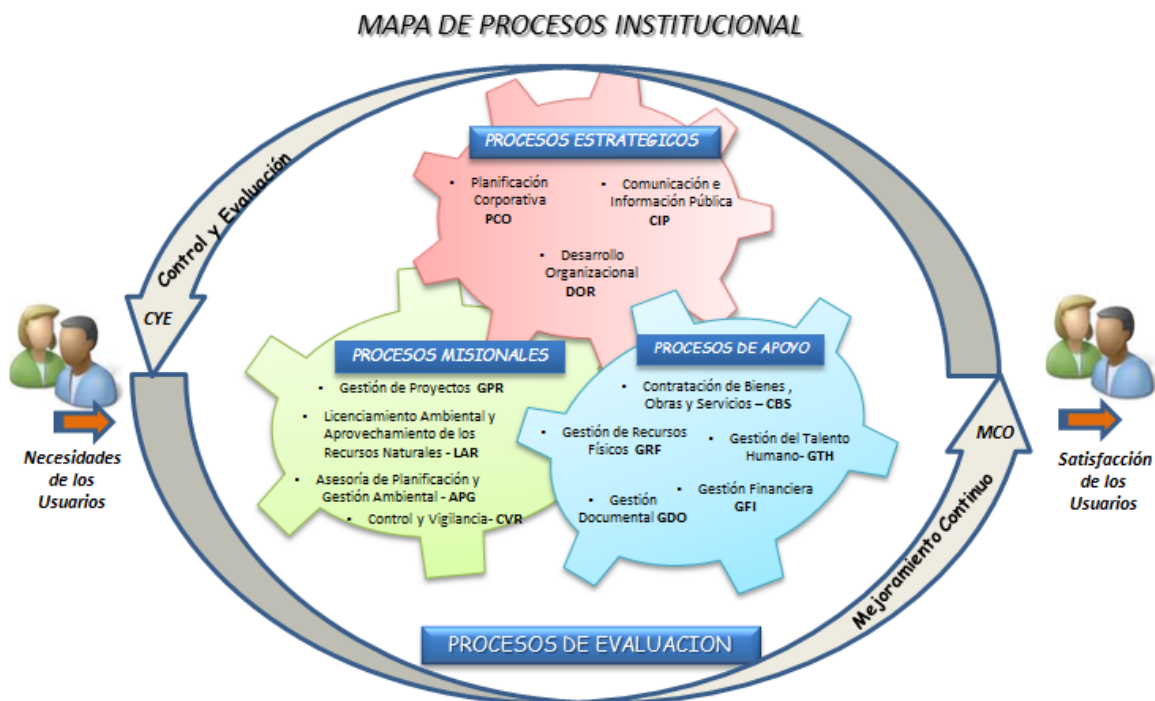 MAPA DE PROCESOS INSTITUCIONAL
PROCESOS ESTRATEGICOS
• Planificación
Corporativa
PCO
• Comunicación e
Información Pública
CIP
• Desarrollo
Organizacional
DOR
Control y Evaluación
CYE
Necesidades
de los
Usuarios
PROCESOS MISIONALES
• Gestión de Proyectos GPR
• Licenciamiento Ambiental y
Aprovechamiento de los
Recursos Naturales - LAR
• Asesoría de Planificación y
Gestión Ambiental - APG
• Control y Vigilancia- CVR
PROCESOS DE APOYO
• Contratación de Bienes ,
Obras y Servicios – CBS
• Gestión de Recursos
Físicos GRF
• Gestión del Talento
Humano- GTH
• Gestión
Documental GDO
• Gestión Financiera
GFI
MCO
Mejoramiento Continuo
Satisfacción
de los
Usuarios
PROCESOS DE EVALUACION